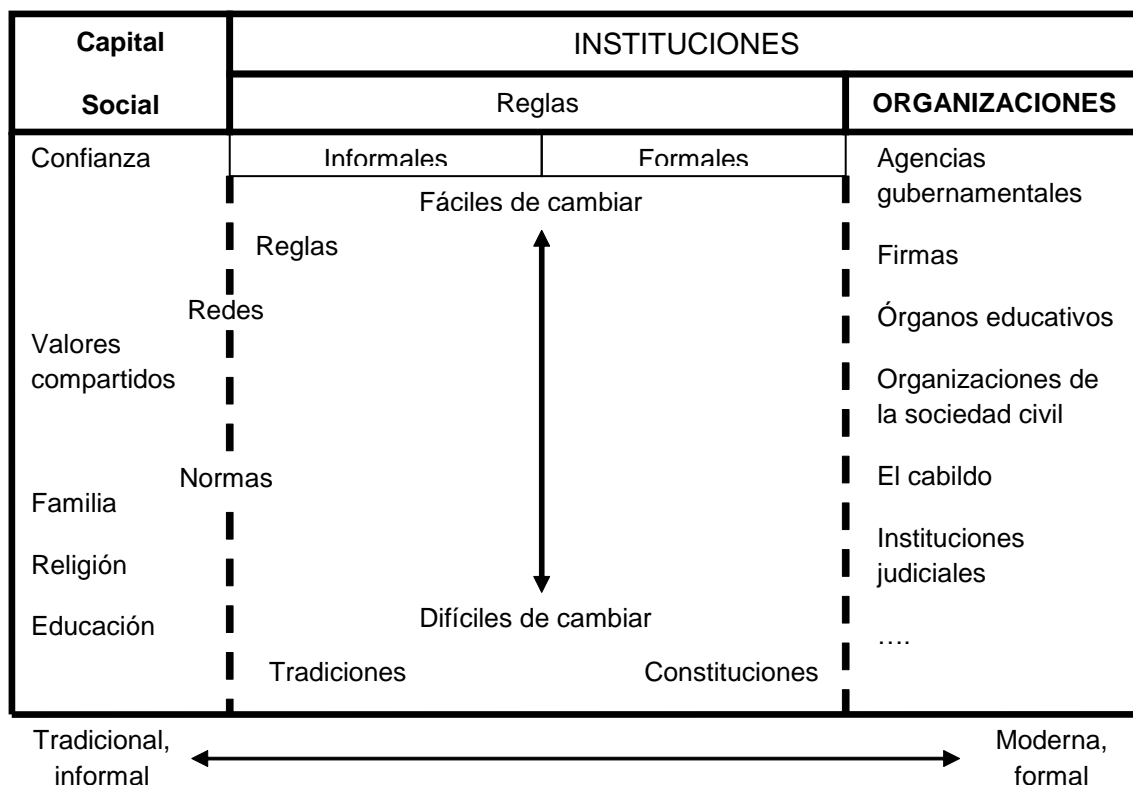 Capital
Social
INSTITUCIONES
Reglas
ORGANIZACIONES
Informales
Formales
Confianza
Valores
compartidos
Familia
Religión
Educación
Redes
Normas
Fáciles de cambiar
Reglas
Difíciles de cambiar
Tradiciones
Constituciones
Agencias
gubernamentales
Firmas
Órganos educativos
Organizaciones de
la sociedad civil
El cabildo
Instituciones
judiciales
….
Tradicional,
informal
Moderna,
formal